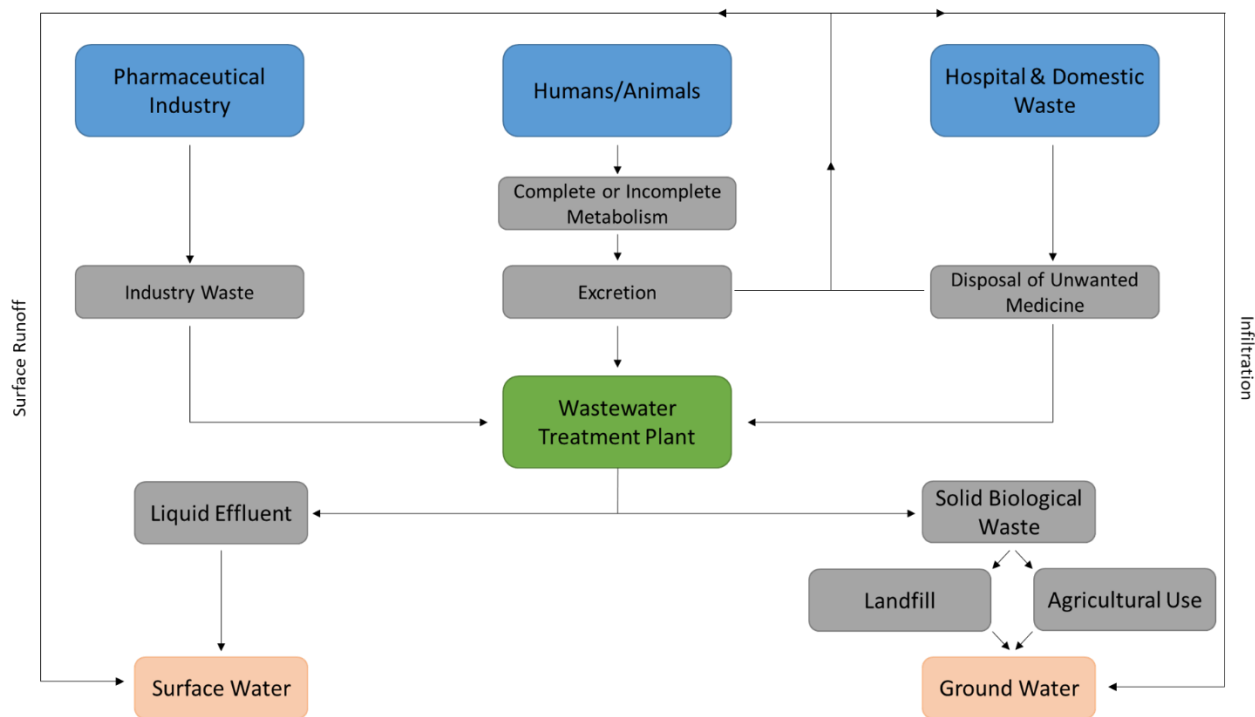 Pharmaceutical
Industry
Humans/Animals
Hospital & Domestic
Waste
Complete or Incomplete
Metabolism
Industry Waste
Excretion
Disposal of Unwanted
Medicine
Surface Runoff
Infiltration
Wastewater
Treatment Plant
Liquid Effluent
Solid Biological
Waste
Landfill
Agricultural Use
Surface Water
Ground Water